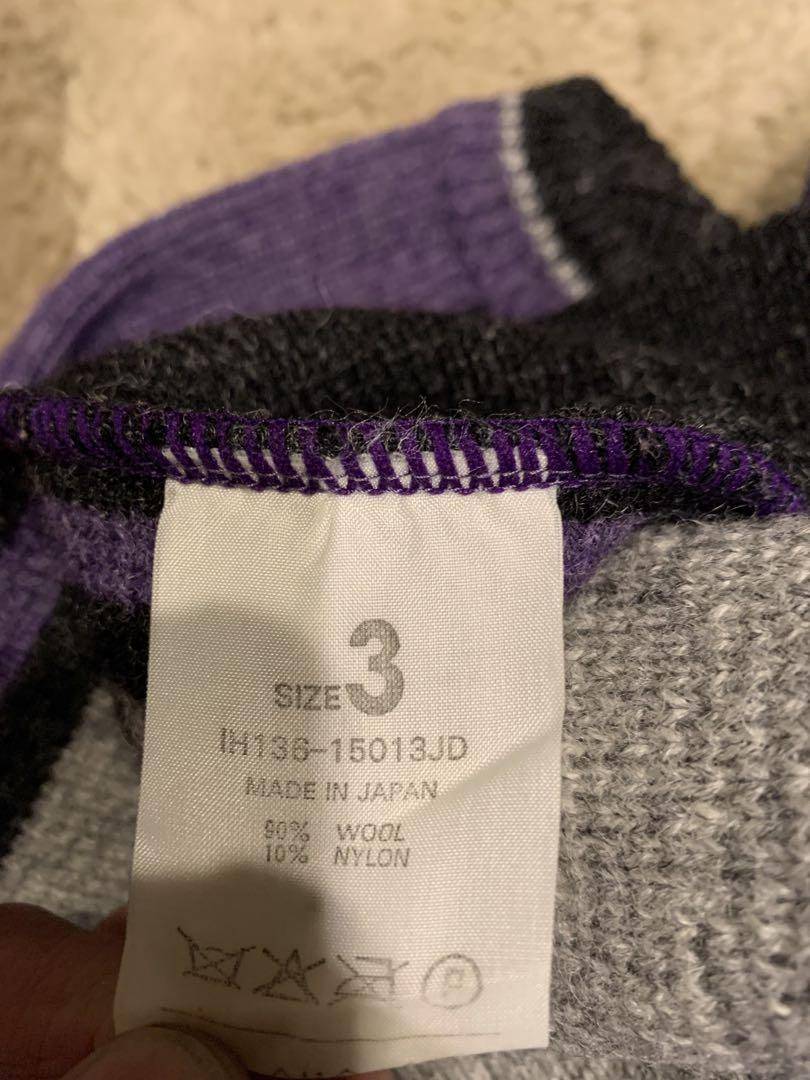 SIZE 3
IH136-15013JD
MADE IN JAPAN
90% WOOL
10% NYLON
P